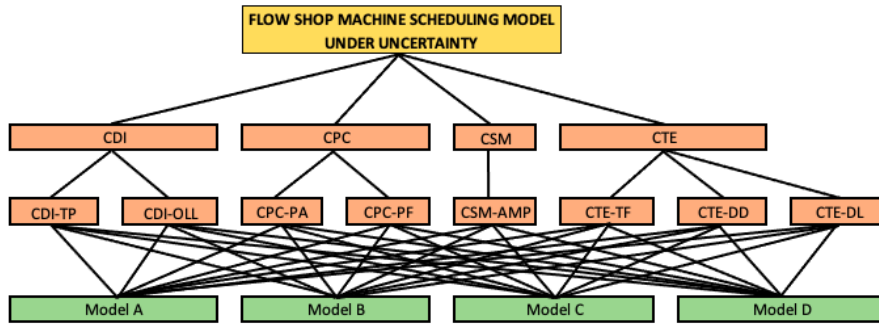 FLOW SHOP MACHINE SCHEDULING MODEL
UNDER UNCERTAINTY
CDI
CPC
CSM
CTE
CDI-TP
CDI-OLL
CPC-PA
CPC-PF
CSM-AMP
CTE-TF
CTE-DD
CTE-DL
Model A
Model B
Model C
Model D